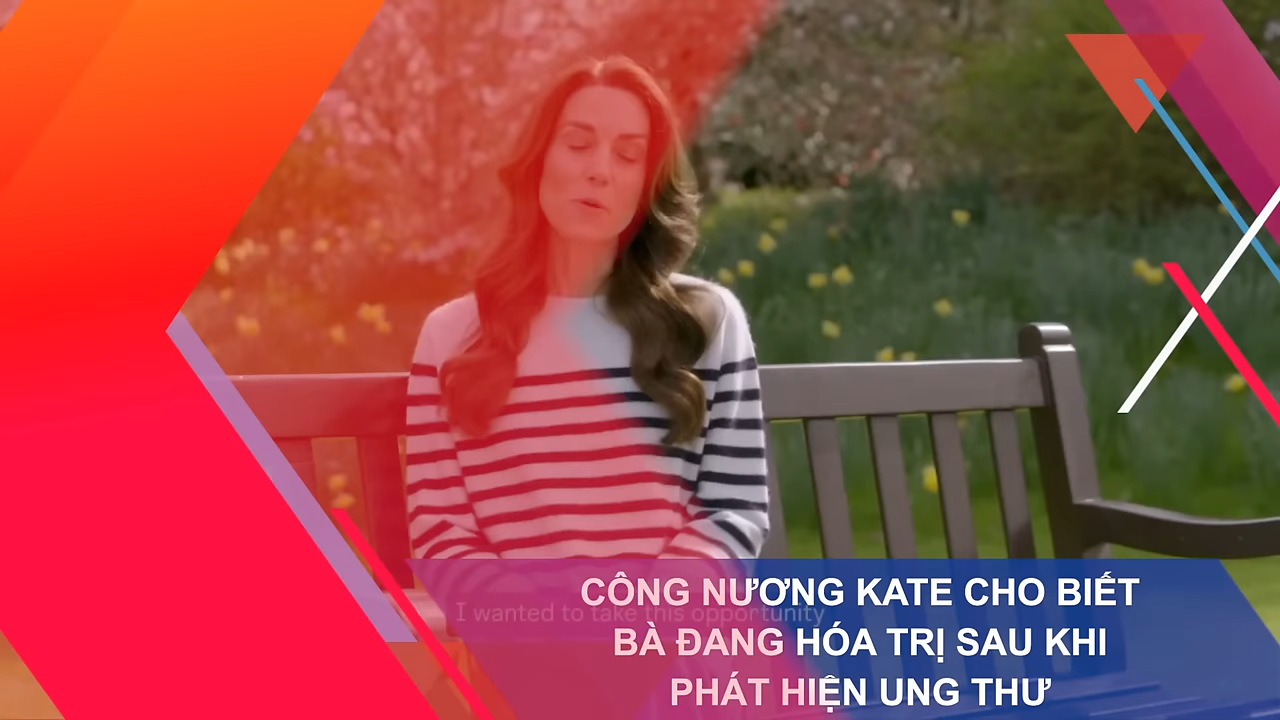 I wanted to take this opportunity
CÔNG NƯƠNG KATE CHO BIẾT
BÀ ĐANG HÓA TRỊ SAU KHI
PHÁT HIỆN UNG THƯ